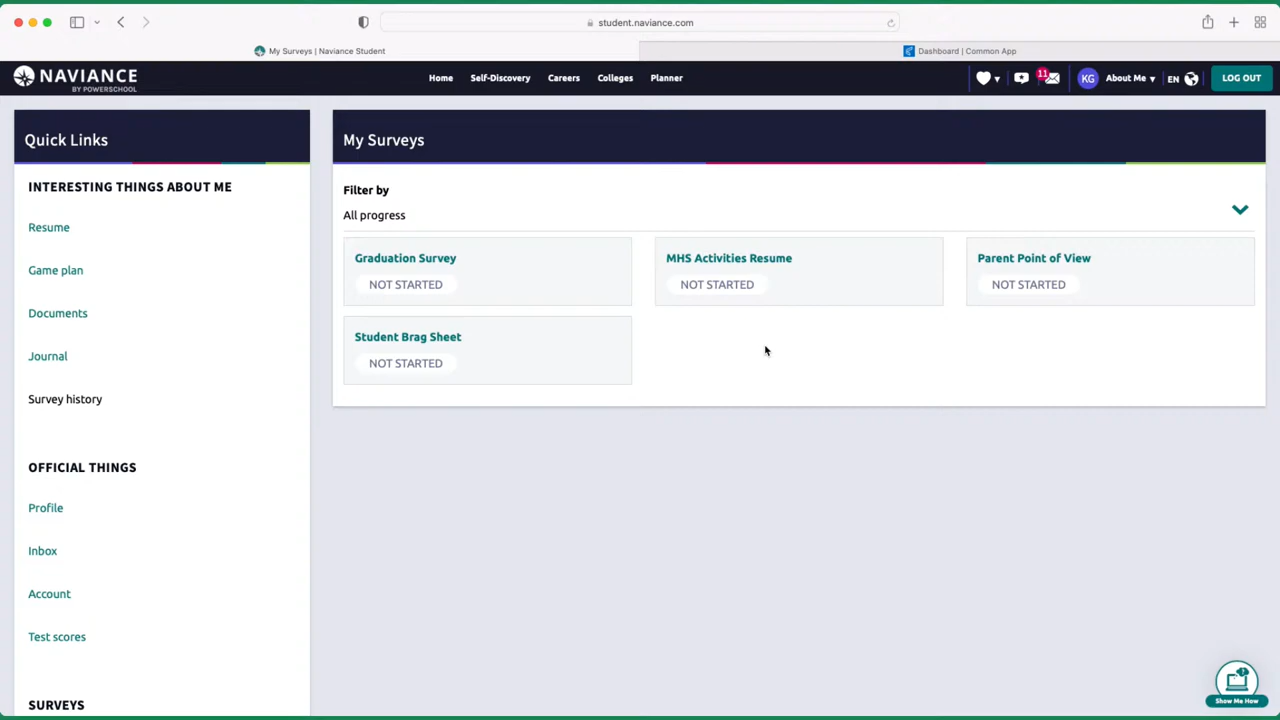 student.naviance.com
My Surveys | Naviance Student
Dashboard | Common App
NAVIANCE
BY POWERSCHOOL
Home
Self-Discovery
Careers
Colleges
Planner
11
KG
About Me
EN
LOG OUT
Quick Links
INTERESTING THINGS ABOUT ME
Resume
Game plan
Documents
Journal
Survey history
OFFICIAL THINGS
Profile
Inbox
Account
Test scores
SURVEYS
My Surveys
Filter by
All progress
Graduation Survey
NOT STARTED
MHS Activities Resume
NOT STARTED
Parent Point of View
NOT STARTED
Student Brag Sheet
NOT STARTED
Show Me How